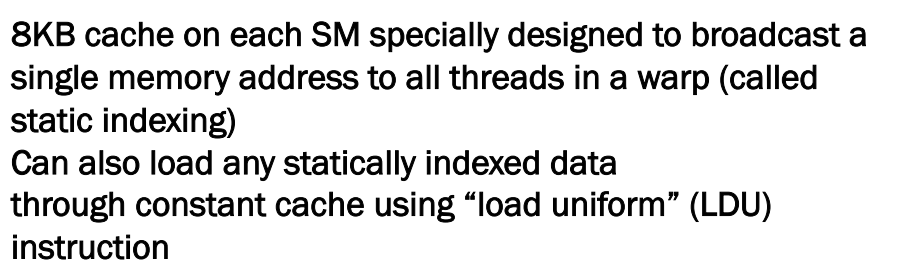 8KB cache on each SM specially designed to broadcast a
single memory address to all threads in a warp (called
static indexing)
Can also load any statically indexed data
through constant cache using “load uniform” (LDU)
instruction